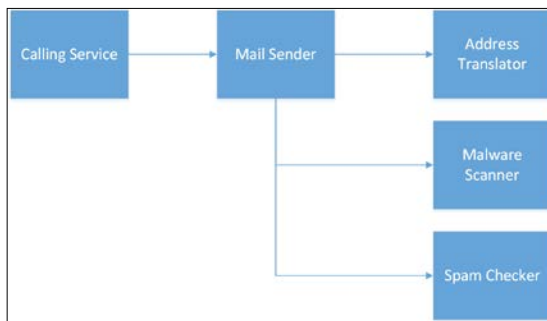 Calling Service
Mail Sender
Address
Translator
Malware
Scanner
Spam Checker